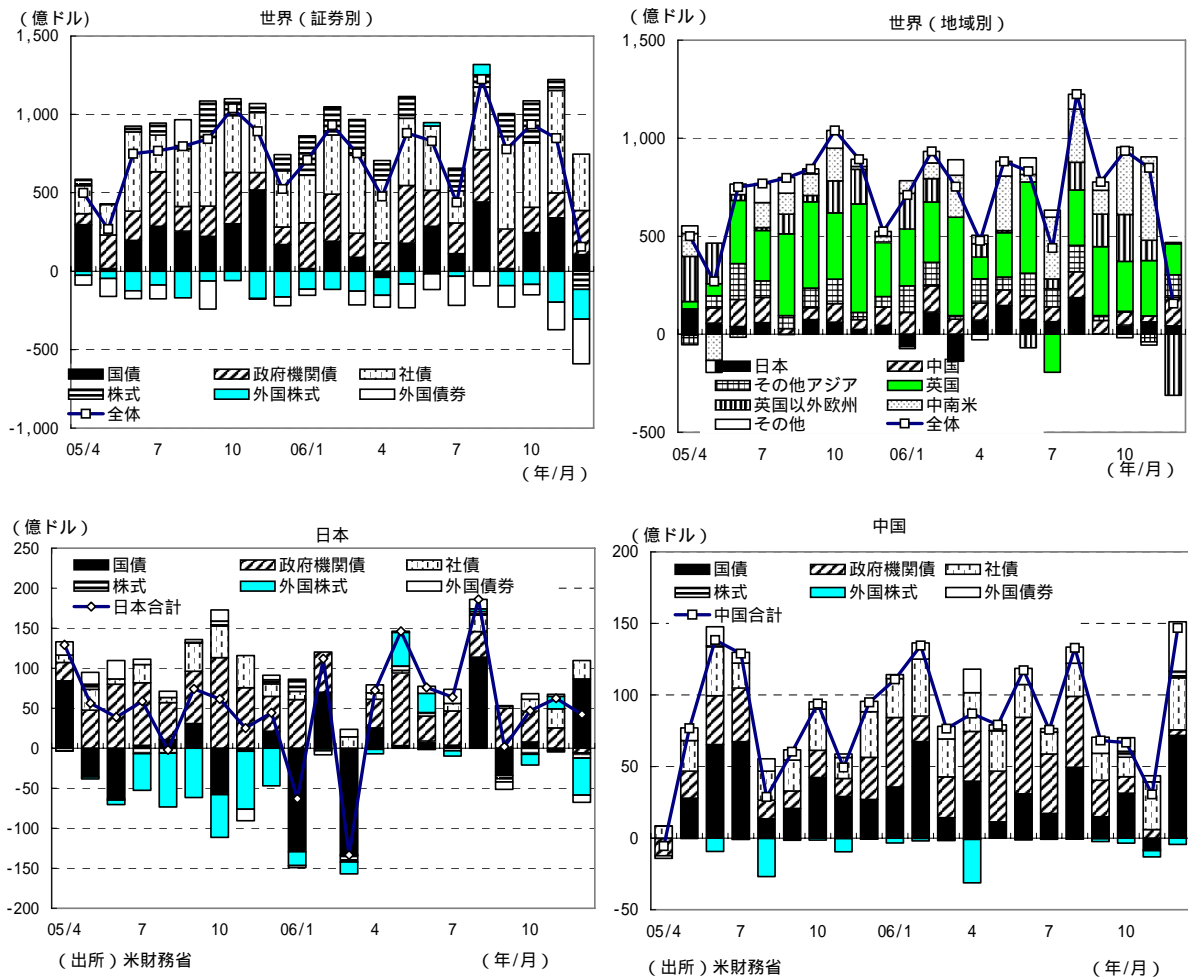 （億ドル）
世界（証券別）
1,500
1,000
500
0
-500
-1,000
国債
政府機関債
社債
株式
外国株式
外国債券
全体
05/4
7
10
06/1
4
7
10
（年/月）
（億ドル）
世界（地域別）
1,500
1,000
500
0
-500
日本
中国
その他アジア
英国
英国以外欧州
中南米
その他
全体
05/4
7
10
06/1
4
7
10
（年/月）
（億ドル）
日本
250
200
150
100
50
0
-50
-100
-150
-200
国債
政府機関債
社債
株式
外国株式
外国債券
日本合計
05/4
7
10
06/1
4
7
10
（出所）米財務省
（年/月）
（億ドル）
中国
200
150
100
50
0
-50
国債
政府機関債
社債
株式
外国株式
外国債券
中国合計
05/4
7
10
06/1
4
7
10
（出所）米財務省
（年/月）